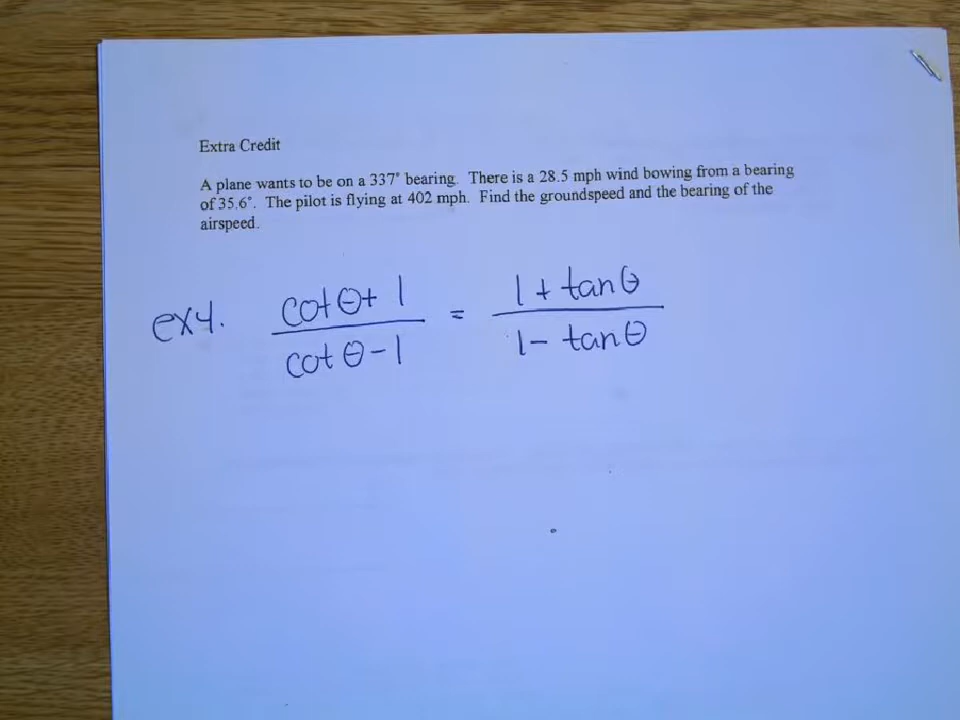 Extra Credit
A plane wants to be on a 337° bearing. There is a 28.5 mph wind bowing from a bearing
of 35.6°. The pilot is flying at 402 mph. Find the groundspeed and the bearing of the
airspeed.
ex4. (cot θ + 1)/(cot θ - 1) = (1 + tan θ)/(1 - tan θ)